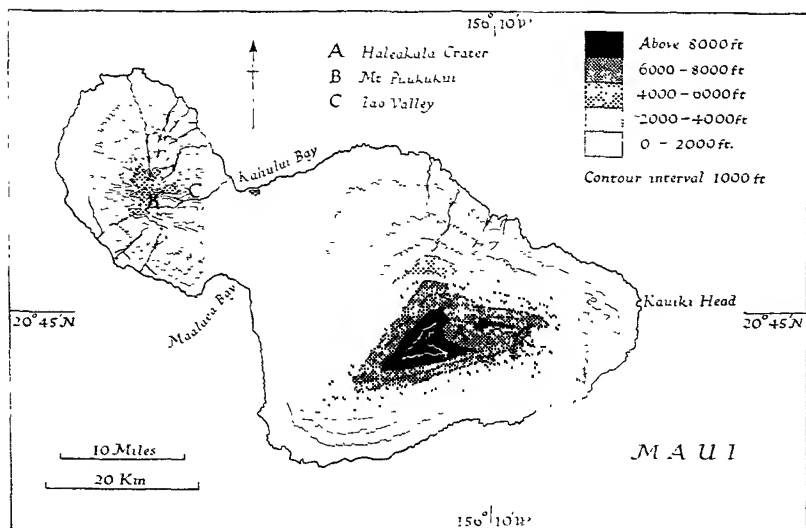 156° 10'W
A Haleakala Crater
B Mt Puukukui
C Iao Valley
Above 8000 ft
6000 - 8000 ft
4000 - 6000 ft
2000 - 4000 ft
0 - 2000 ft.
Contour interval 1000 ft
Kahului Bay
C
B
Maalaea Bay
Kauiki Head
20° 45'N
20° 45'N
10 Miles
20 Km
MAUI
156° 10'W